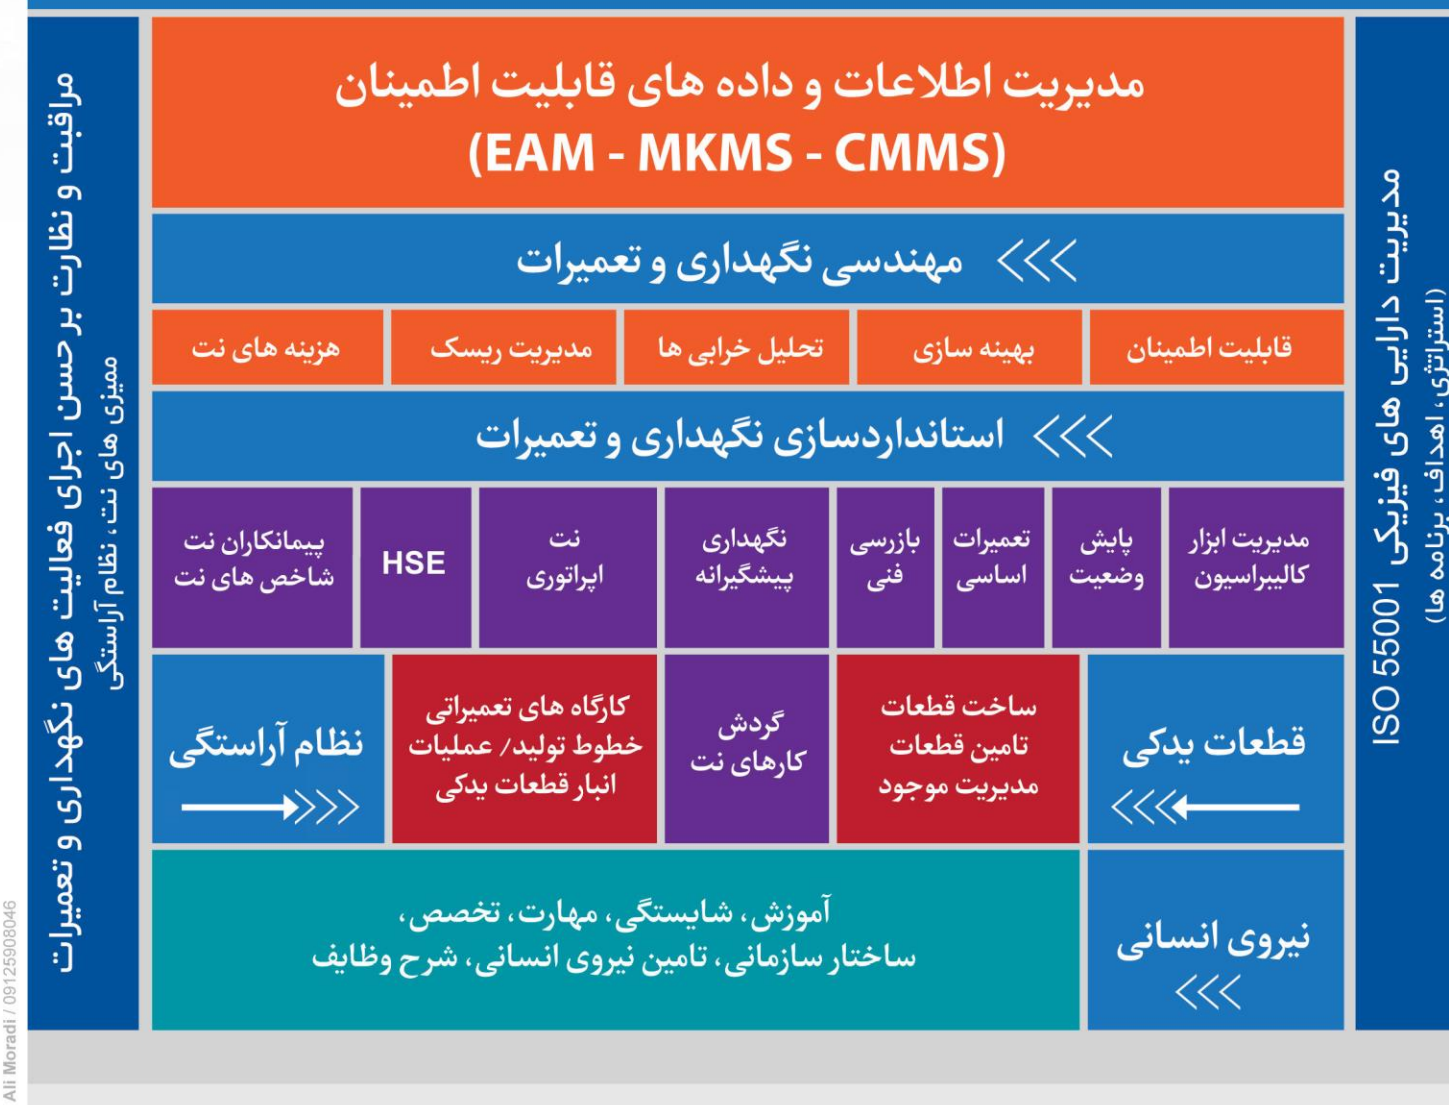 مدیریت اطلاعات و داده های قابلیت اطمینان
(EAM - MKMS - CMMS)
مهندسی نگهداری و تعمیرات
قابلیت اطمینان
بهینه سازی
تحلیل خرابی ها
مدیریت ریسک
هزینه های نت
استانداردسازی نگهداری و تعمیرات
مدیریت ابزار
کالیبراسیون
پایش
وضعیت
تعمیرات
اساسی
بازرسی
فنی
نگهداری
پیشگیرانه
نت
اپراتوری
HSE
پیمانکاران نت
شاخص های نت
قطعات یدکی
ساخت قطعات
تامین قطعات
مدیریت موجود
گردش
کارهای نت
کارگاه های تعمیراتی
خطوط تولید/ عملیات
انبار قطعات یدکی
نظام آراستگی
نیروی انسانی
آموزش، شایستگی، مهارت، تخصص،
ساختار سازمانی، تامین نیروی انسانی، شرح وظایف
مدیریت دارایی های فیزیکی ISO 55001
(استراتژی، اهداف، برنامه ها)
مراقبت و نظارت بر حسن اجرای فعالیت های نگهداری و تعمیرات
ممیزی های نت، نظام آراستگی
Ali Moradi / 09125908046